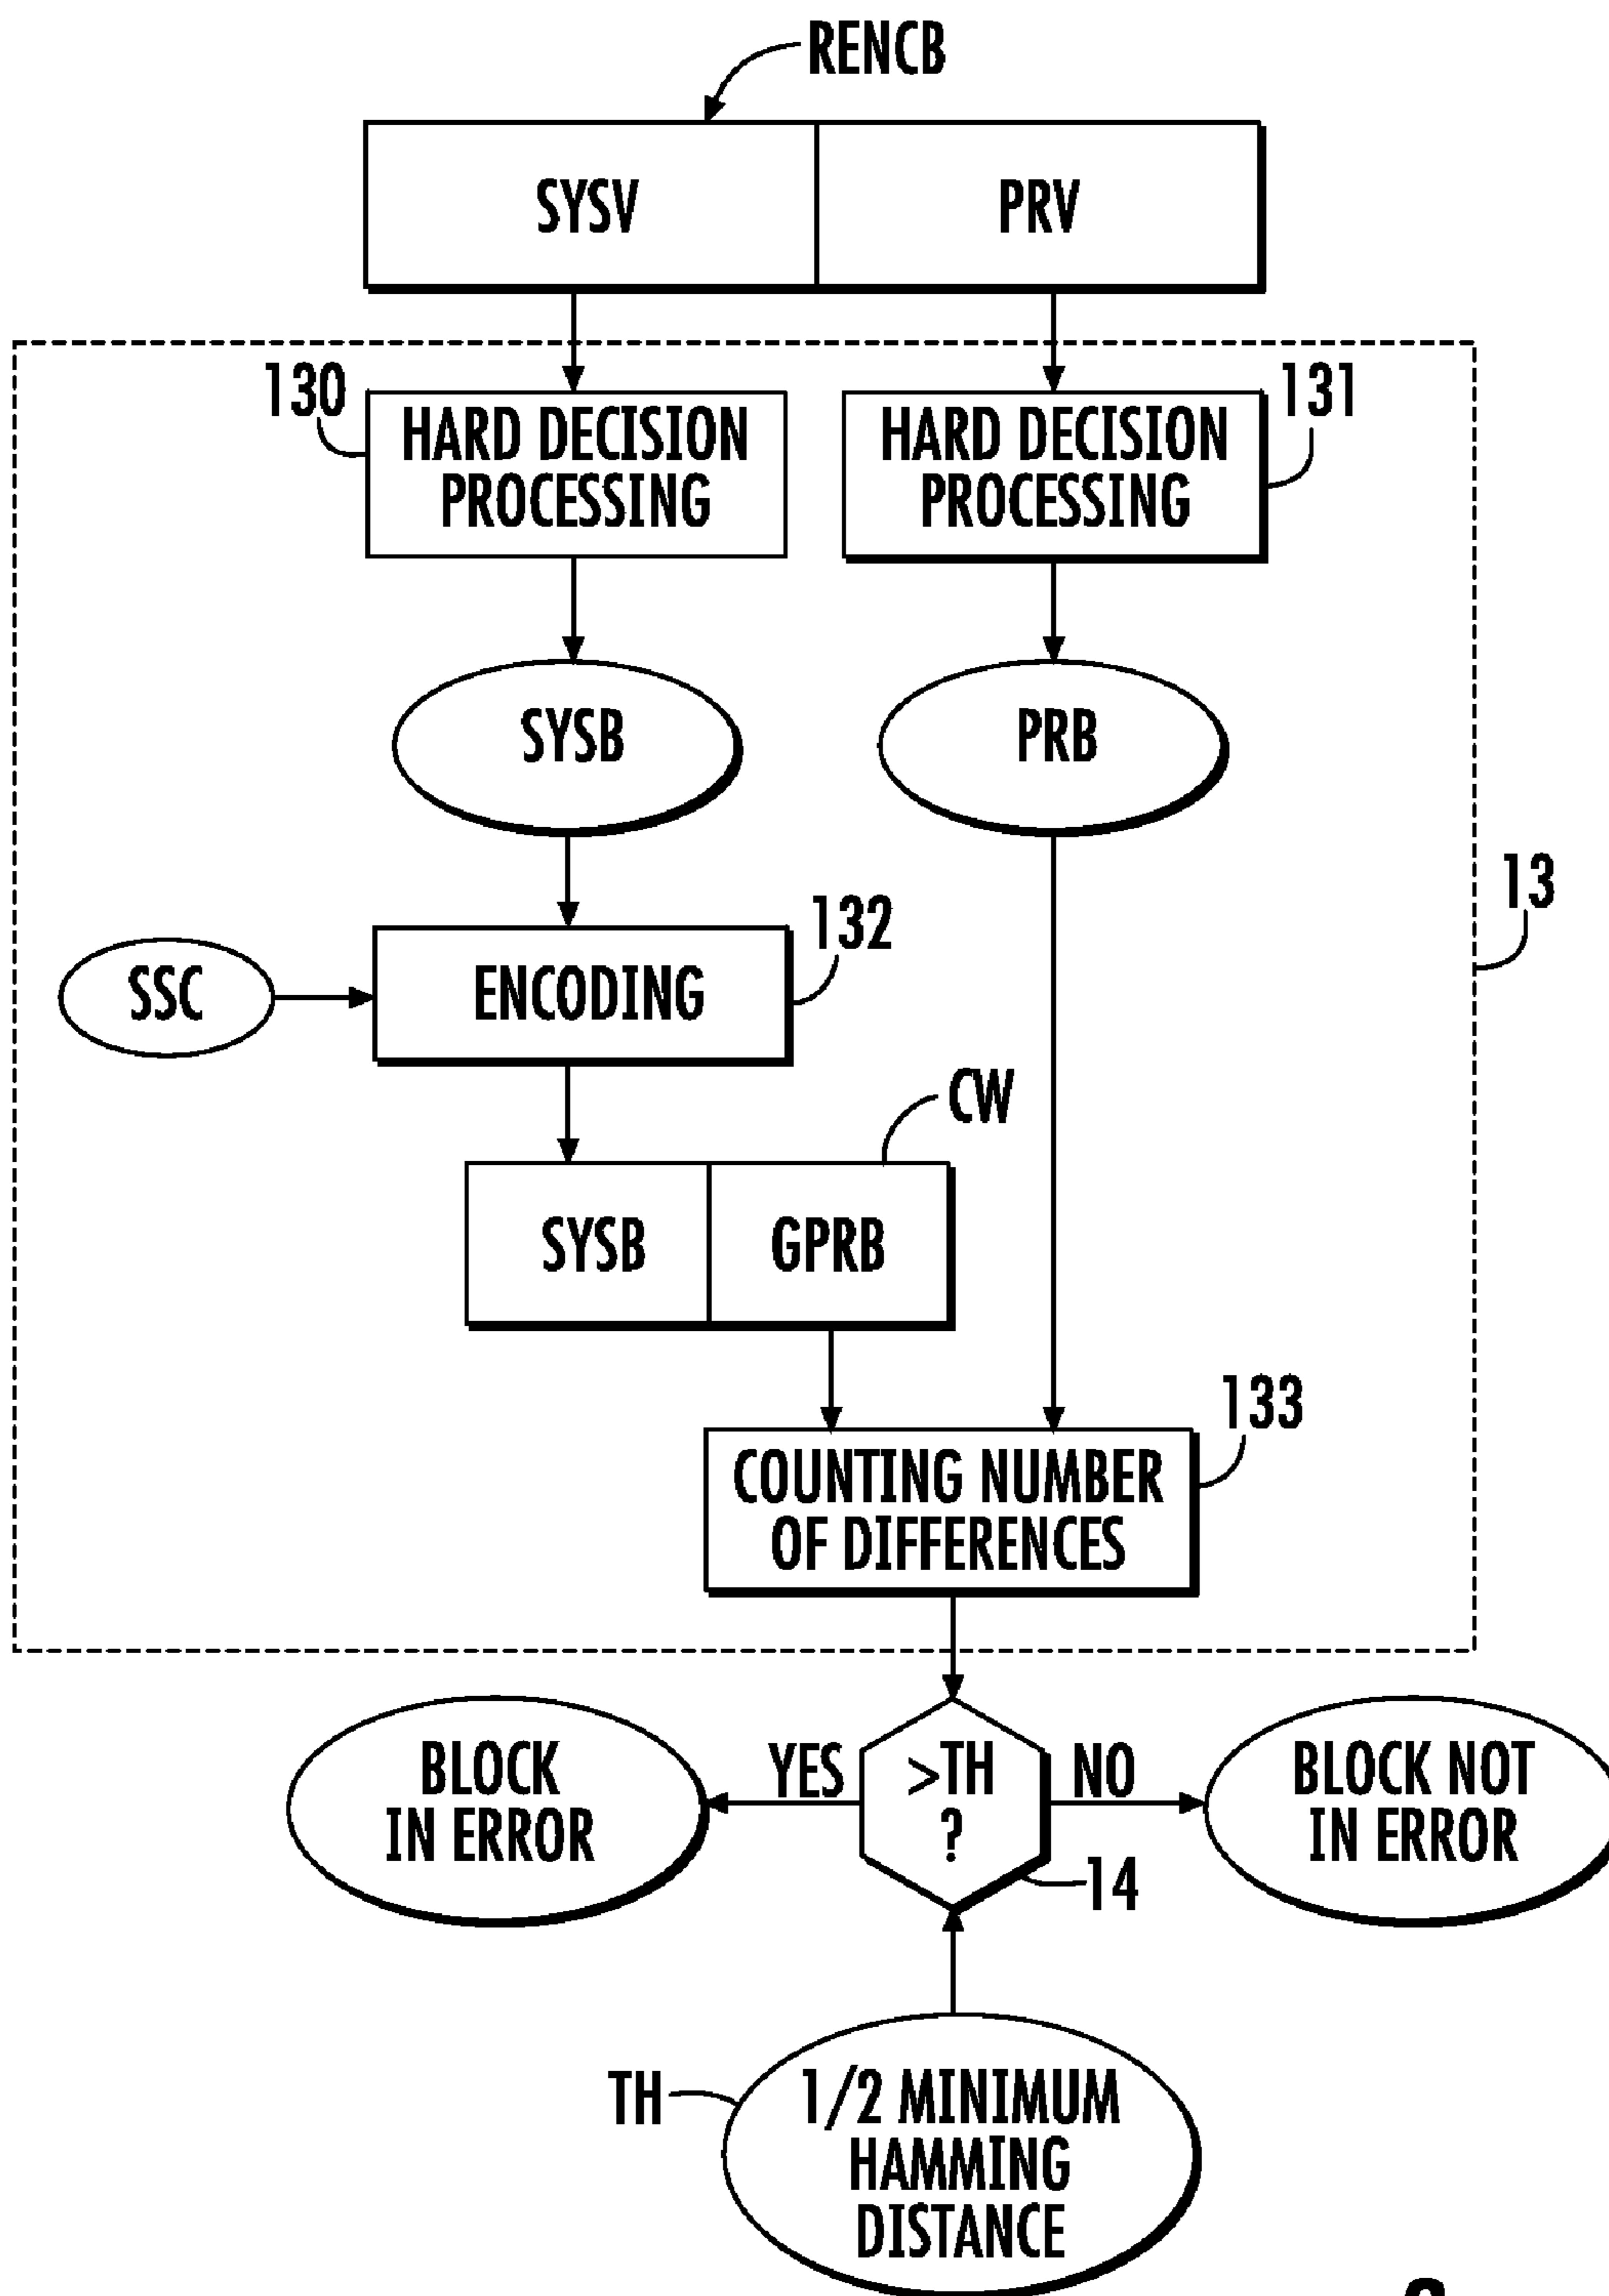 RENCB
SYSV
PRV
130
HARD DECISION
PROCESSING
HARD DECISION
PROCESSING
131
SYSB
PRB
13
132
SSC
ENCODING
CW
SYSB
GPRB
133
COUNTING NUMBER
OF DIFFERENCES
BLOCK
IN ERROR
YES
>TH
?
NO
BLOCK NOT
IN ERROR
14
TH
1/2 MINIMUM
HAMMING
DISTANCE